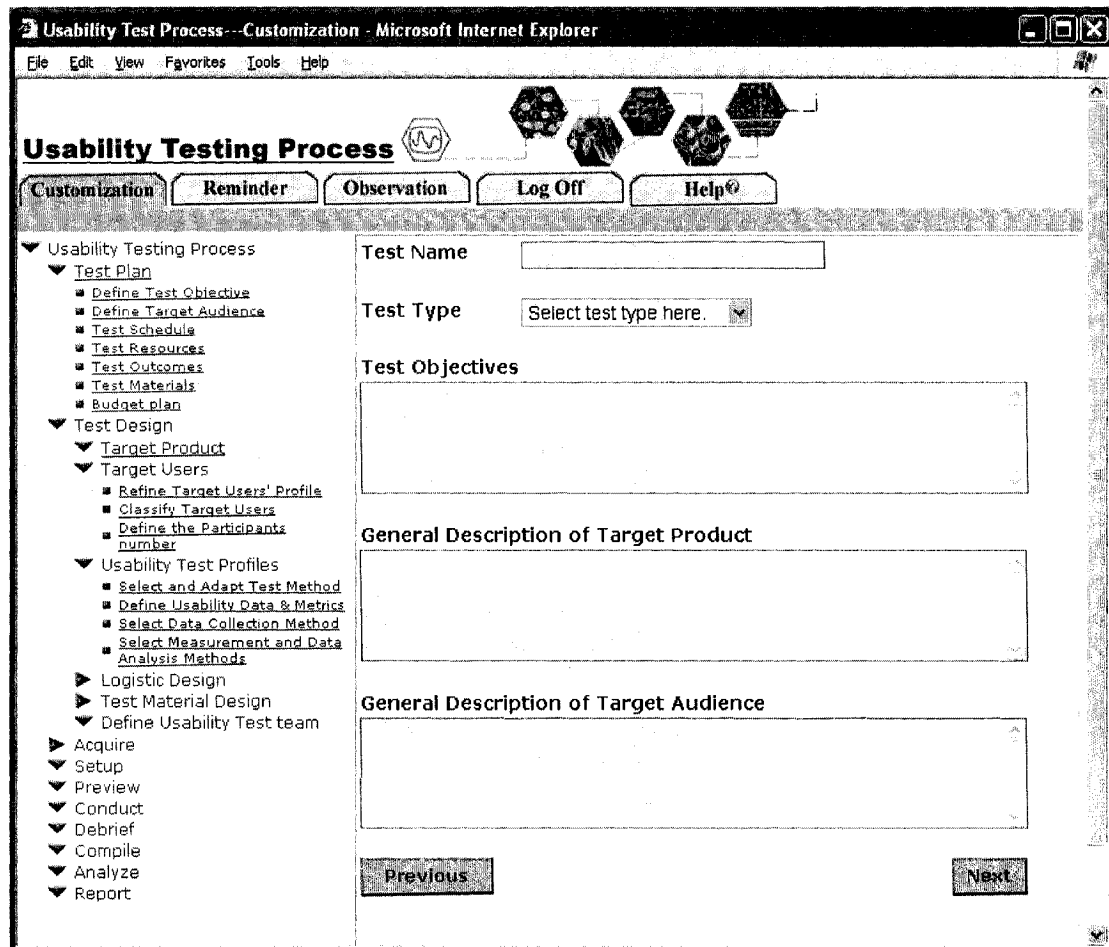 Usability Test Process---Customization - Microsoft Internet Explorer
File Edit View Favorites Tools Help
Usability Testing Process
Customization Reminder Observation Log Off Help?
Usability Testing Process
Test Plan
Define Test Objective
Define Target Audience
Test Schedule
Test Resources
Test Outcomes
Test Materials
Budget plan
Test Design
Target Product
Target Users
Refine Target Users' Profile
Classify Target Users
Define the Participants
number
Usability Test Profiles
Select and Adapt Test Method
Define Usability Data & Metrics
Select Data Collection Method
Select Measurement and Data
Analysis Methods
Logistic Design
Test Material Design
Define Usability Test team
Acquire
Setup
Preview
Conduct
Debrief
Compile
Analyze
Report
Test Name
Test Type Select test type here.
Test Objectives
General Description of Target Product
General Description of Target Audience
Previous Next